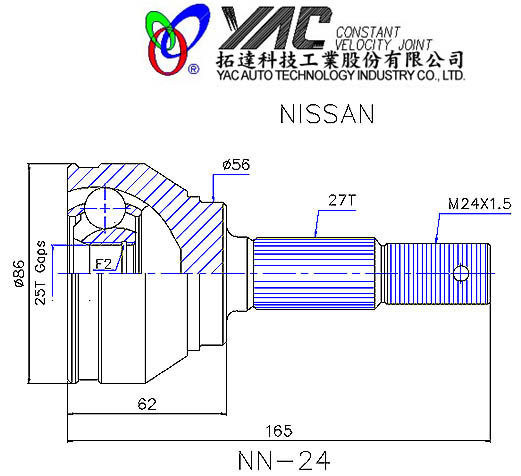 YAC CONSTANT
VELOCITY JOINT
®
拓達科技工業股份有限公司
YAC AUTO TECHNOLOGY INDUSTRY CO., LTD.
NISSAN
ø56
27T
M24X1.5
ø86
25T Gaps
F2
62
165
NN-24